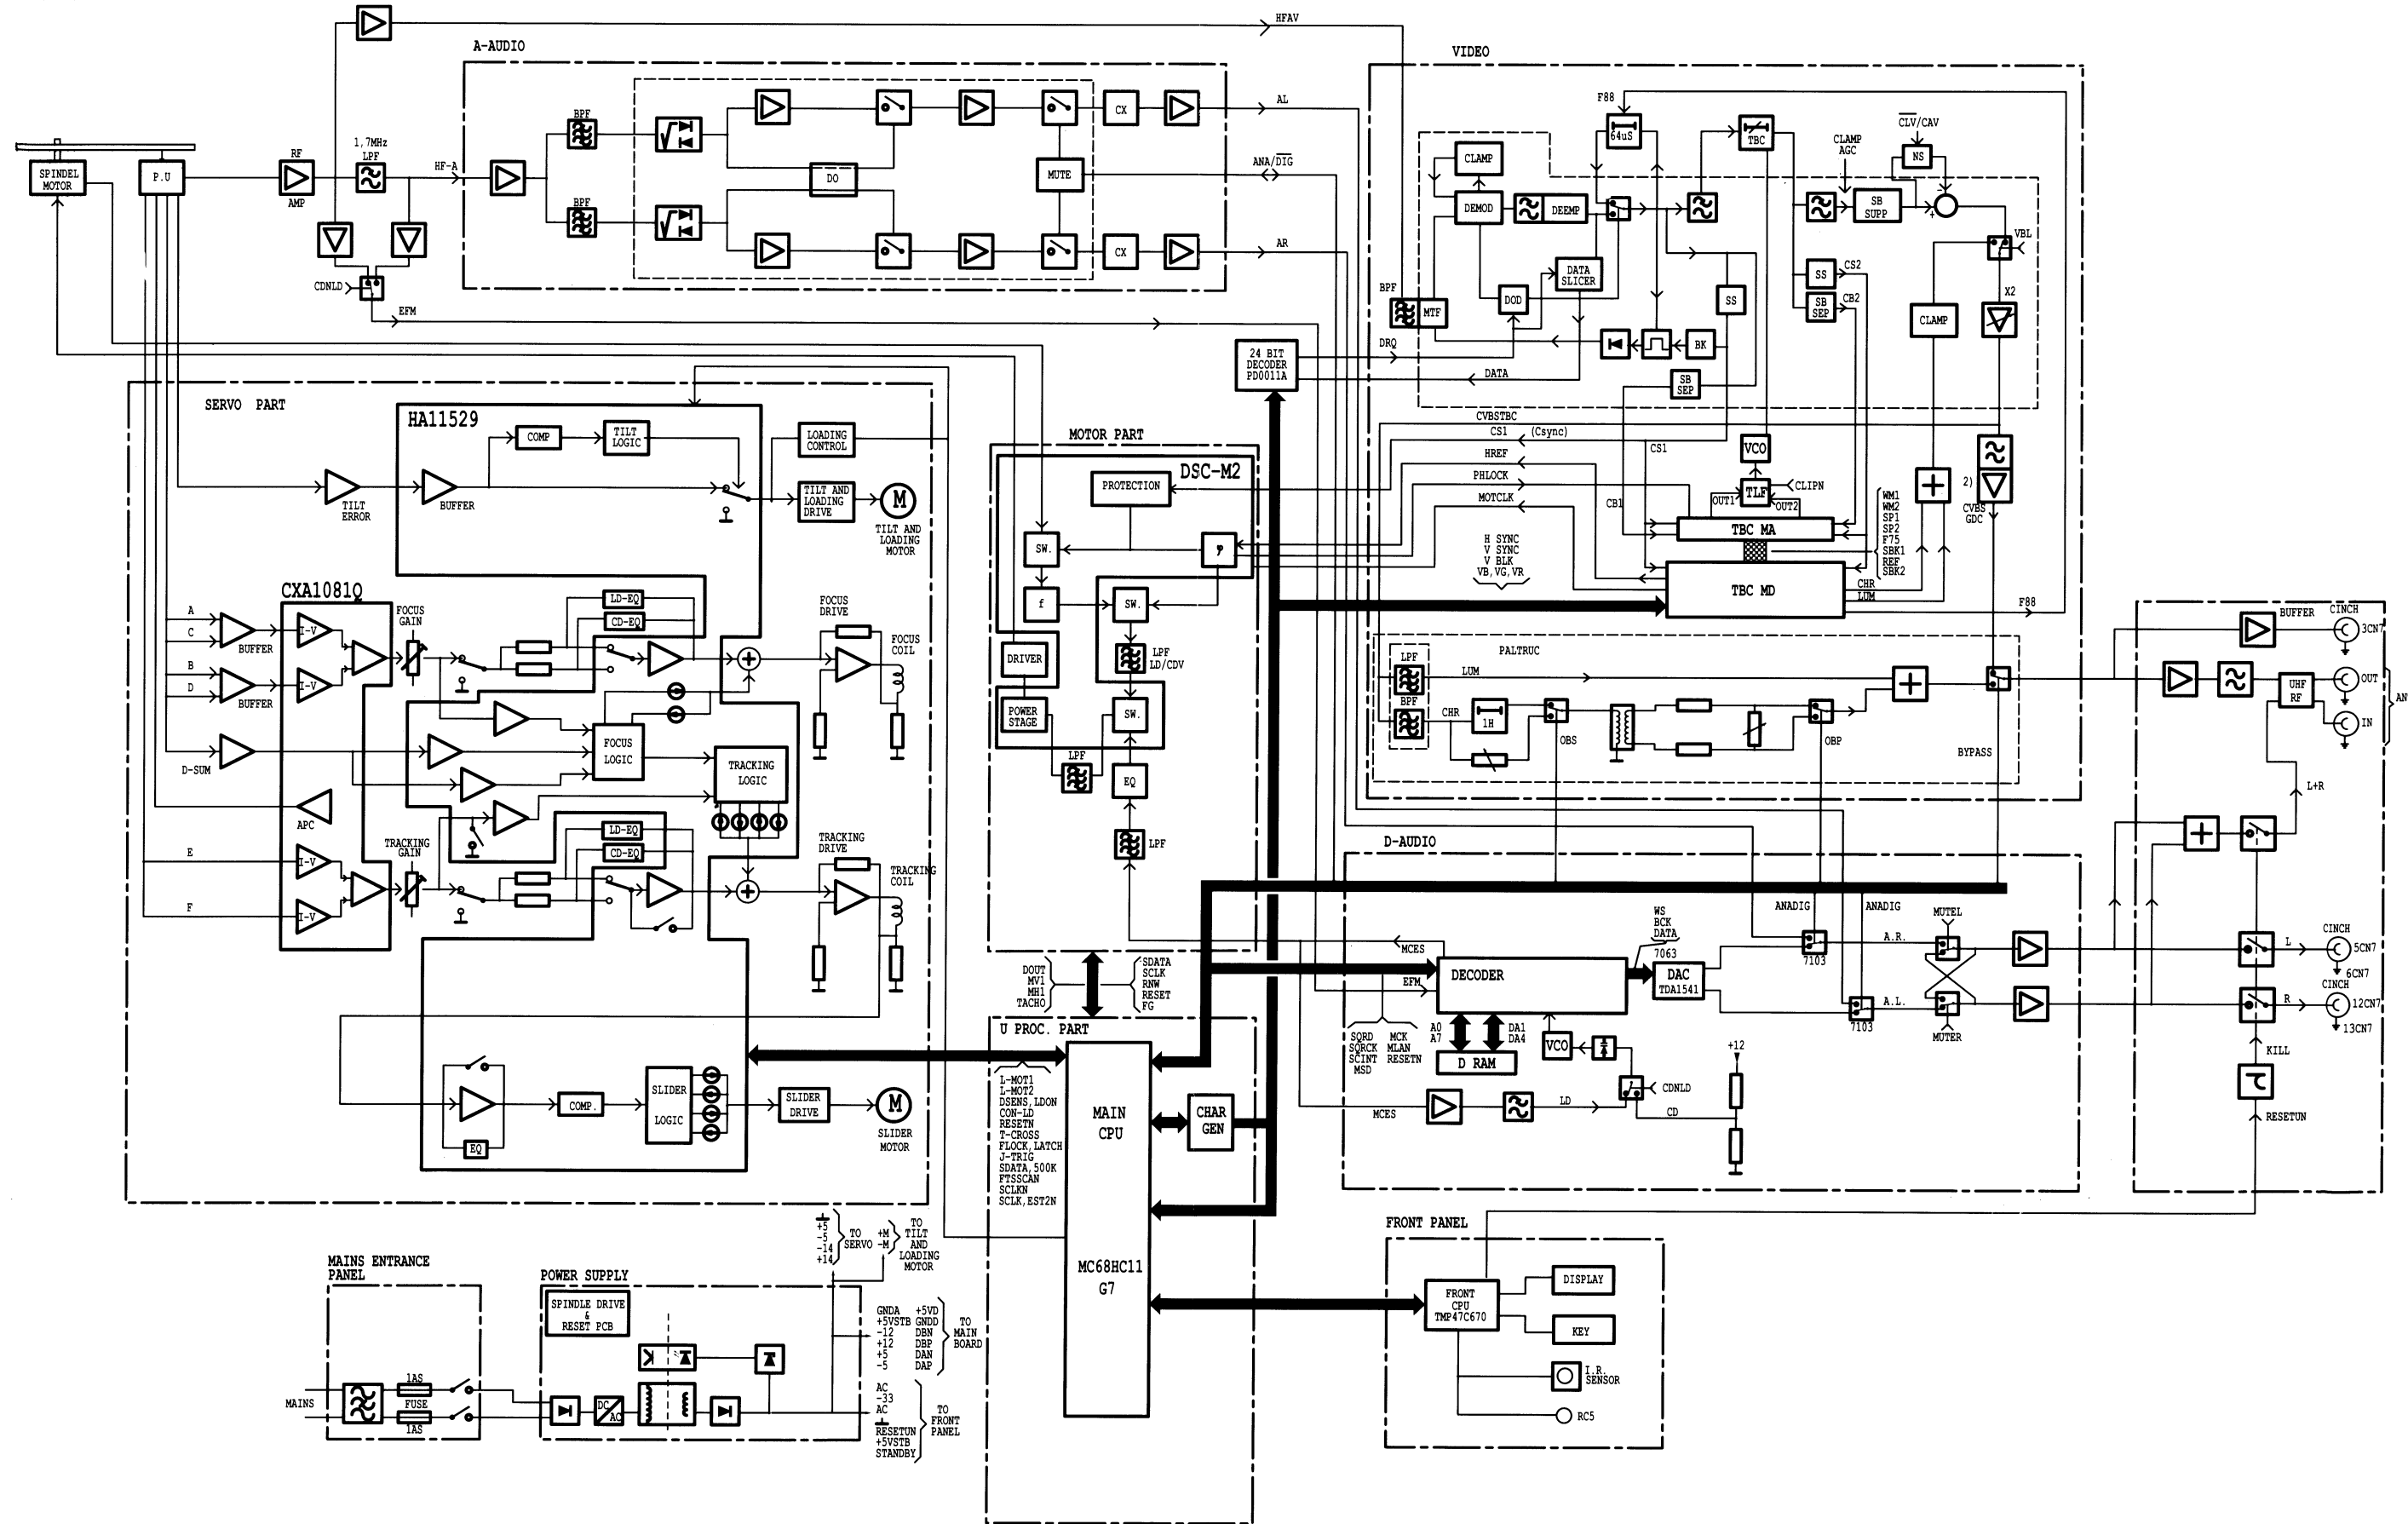 HFAV
A-AUDIO
VIDEO
SPINDEL
MOTOR
P.U
RF
AMP
1,7MHz
LPF
HF-A
BPF
BPF
DO
MUTE
CX
CX
AL
ANA/DIG
AR
CDNLD
EFM
F88
64uS
TBC
CLAMP
AGC
CLV/CAV
NS
CLAMP
DEMOD
DEEMP
SB
SUPP
-
+
VBL
DATA
SLICER
DOD
SS
SS
CS2
SB
SEP
CB2
X2
CLAMP
BPF
MTF
BK
DRQ
24 BIT
DECODER
PD0011A
DATA
SB
SEP
CVBSTBC
CS1 (Csync)
HREF
PHLOCK
MOTCLK
CS1
CB1
VCO
TLF
CLIPN
OUT1
OUT2
TBC MA
TBC MD
WM1
WM2
SP1
SP2
F75
SBK1
REF
SBK2
2)
CVBS
GDC
CHR
LUM
F88
H SYNC
V SYNC
V BLK
VB,VG,VR
PALTRUC
LPF
LUM
BPF
CHR
1H
OBS
OBP
BYPASS
BUFFER
CINCH
3CN7
UHF
RF
OUT
IN
AN
L+R
SERVO PART
HA11529
COMP
TILT
LOGIC
LOADING
CONTROL
TILT
ERROR
BUFFER
TILT AND
LOADING
DRIVE
M
TILT AND
LOADING
MOTOR
CXA1081Q
A
C
BUFFER
B
D
BUFFER
I-V
I-V
FOCUS
GAIN
LD-EQ
CD-EQ
FOCUS
DRIVE
FOCUS
COIL
D-SUM
FOCUS
LOGIC
TRACKING
LOGIC
APC
E
F
I-V
I-V
TRACKING
GAIN
LD-EQ
CD-EQ
TRACKING
DRIVE
TRACKING
COIL
EQ
COMP.
SLIDER
LOGIC
SLIDER
DRIVE
M
SLIDER
MOTOR
MOTOR PART
DSC-M2
PROTECTION
SW.
φ
f
SW.
DRIVER
LPF
LD/CDV
POWER
STAGE
SW.
LPF
EQ
LPF
MCES
DOUT
MV1
MH1
TACHO
SDATA
SCLK
RNW
RESET
FG
U PROC. PART
L-MOT1
L-MOT2
DSENS,LDON
CON-LD
RESETN
T-CROSS
FLOCK,LATCH
J-TRIG
SDATA,500K
FTSSCAN
SCLKN
SCLK,EST2N
MAIN
CPU
MC68HC11
G7
CHAR
GEN
D-AUDIO
EFM
DECODER
WS
BCK
DATA
7063
DAC
TDA1541
ANADIG
ANADIG
7103
7103
A.R.
A.L.
MUTEL
MUTER
SQRD
SQRCK
SCINT
MSD
MCK
MLAN
RESETN
A0
A7
DA1
DA4
D RAM
VCO
MCES
LD
CD
CDNLD
+12
CINCH
L
5CN7
6CN7
CINCH
R
12CN7
13CN7
KILL
RESETUN
FRONT PANEL
FRONT
CPU
TMP47C670
DISPLAY
KEY
I.R.
SENSOR
RC5
MAINS ENTRANCE
PANEL
MAINS
1AS
FUSE
1AS
POWER SUPPLY
SPINDLE DRIVE
&
RESET PCB
DC
AC
+5
-5
-14
+14
TO
SERVO
+M
-M
TO
TILT
AND
LOADING
MOTOR
GNDA +5VD
+5VSTB GNDD
-12 DBN
+12 DBP
+5 DAN
-5 DAP
TO
MAIN
BOARD
AC
-33
AC
RESETUN
+5VSTB
STANDBY
TO
FRONT
PANEL